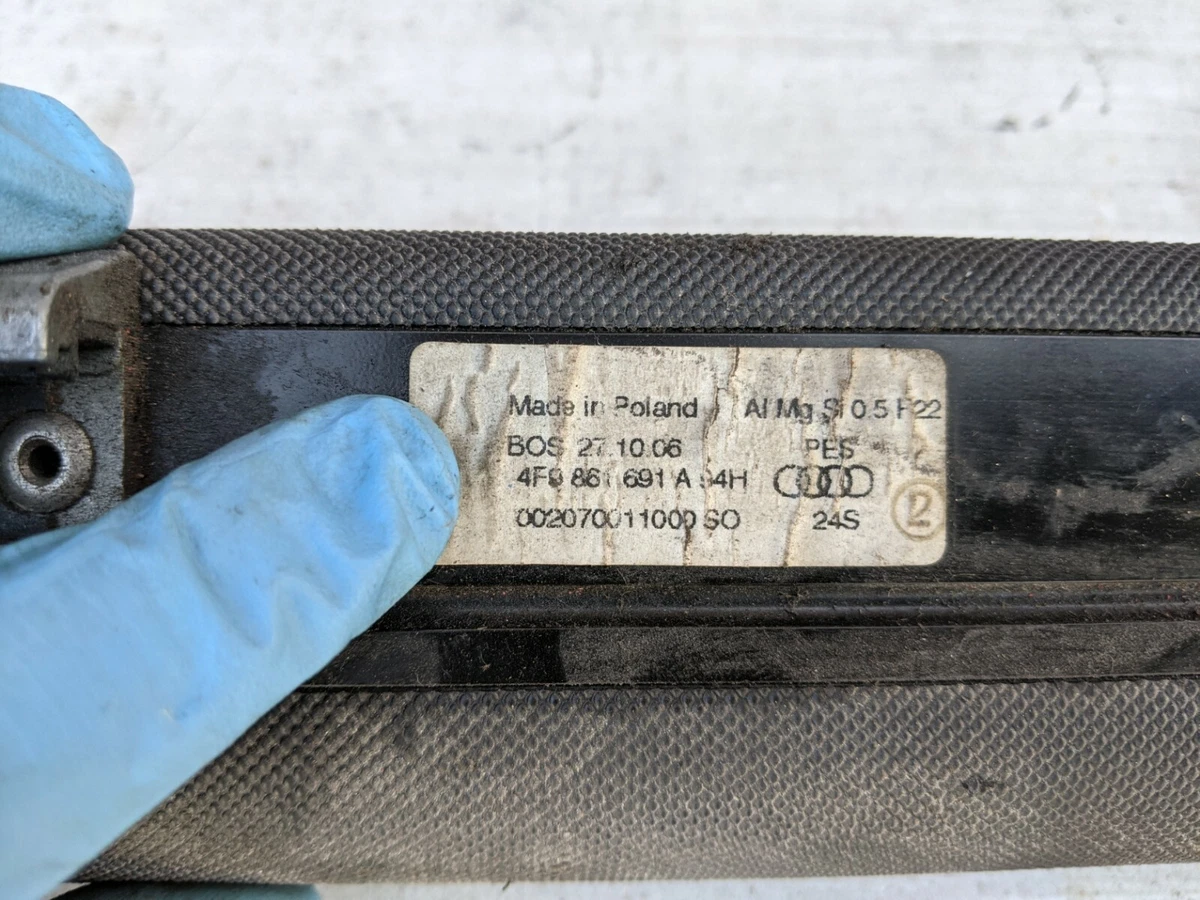 Made in Poland / Al Mg Si 0.5 F22
BOS 27.10.06 PES
4F9 861 691 A
002070011000 SO 24S
12